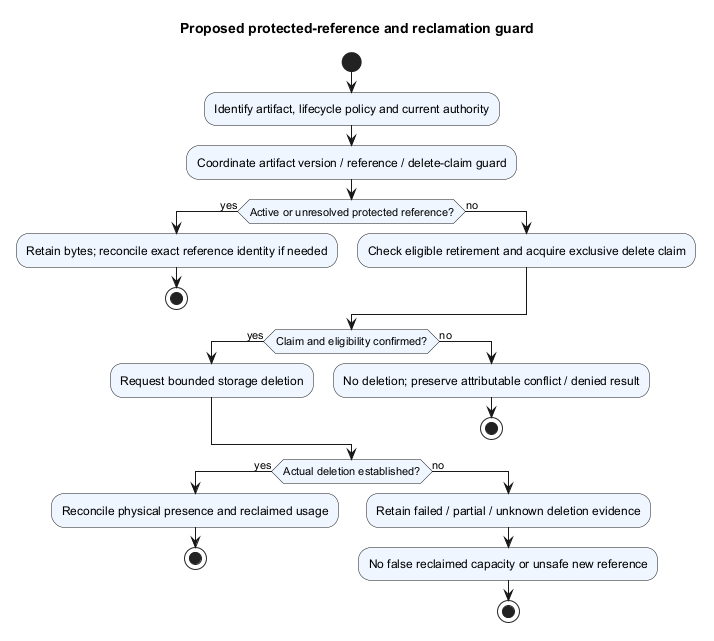 Proposed protected-reference and reclamation guard
Identify artifact, lifecycle policy and current authority
Coordinate artifact version / reference / delete-claim guard
yes
Active or unresolved protected reference?
no
Retain bytes; reconcile exact reference identity if needed
Check eligible retirement and acquire exclusive delete claim
yes
Claim and eligibility confirmed?
no
Request bounded storage deletion
No deletion; preserve attributable conflict / denied result
yes
Actual deletion established?
no
Reconcile physical presence and reclaimed usage
Retain failed / partial / unknown deletion evidence
No false reclaimed capacity or unsafe new reference